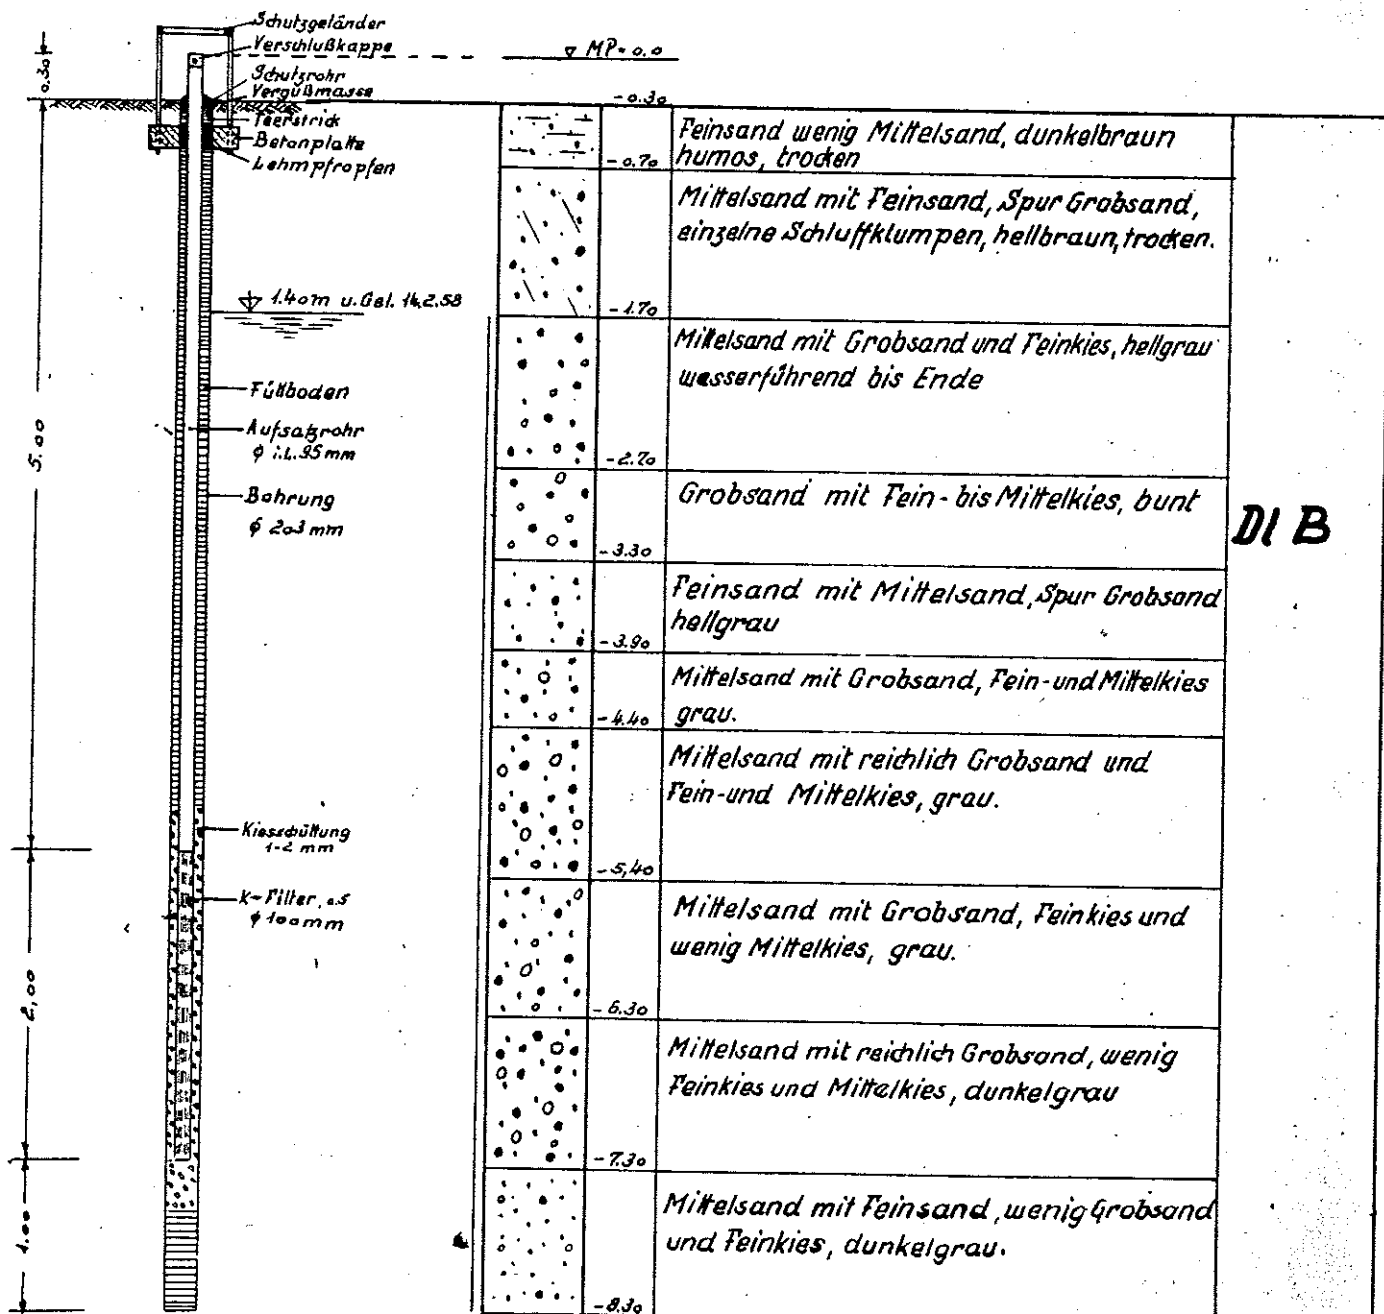 Schutzgeländer
Verschlußkappe
▽ MP=0.0
0.30
Schutzrohr
Vergußmasse
Teerstrick
Betonplatte
Lehmpfropfen
1.40m u. Gel. 14.2.58
Füllboden
Aufsatzrohr
ϕ i.L. 95 mm
Bohrung
ϕ 203 mm
5.00
Kiesschüttung
1-2 mm
K-Filter, 0.5
ϕ 100mm
2,00
1.00
-0.30
Feinsand wenig Mittelsand, dunkelbraun
humos, trocken
-0.70
Mittelsand mit Feinsand, Spur Grobsand,
einzelne Schluffklumpen, hellbraun, trocken.
-1.70
Mittelsand mit Grobsand und Feinkies, hellgrau
wasserführend bis Ende
-2.70
Grobsand mit Fein- bis Mittelkies, bunt
-3.30
Feinsand mit Mittelsand, Spur Grobsand
hellgrau
-3.90
Mittelsand mit Grobsand, Fein- und Mittelkies
grau.
-4.40
Mittelsand mit reichlich Grobsand und
Fein- und Mittelkies, grau.
-5,40
Mittelsand mit Grobsand, Feinkies und
wenig Mittelkies, grau.
-6.30
Mittelsand mit reichlich Grobsand, wenig
Feinkies und Mittelkies, dunkelgrau
-7.30
Mittelsand mit Feinsand, wenig Grobsand
und Feinkies, dunkelgrau.
-8.30
DI B